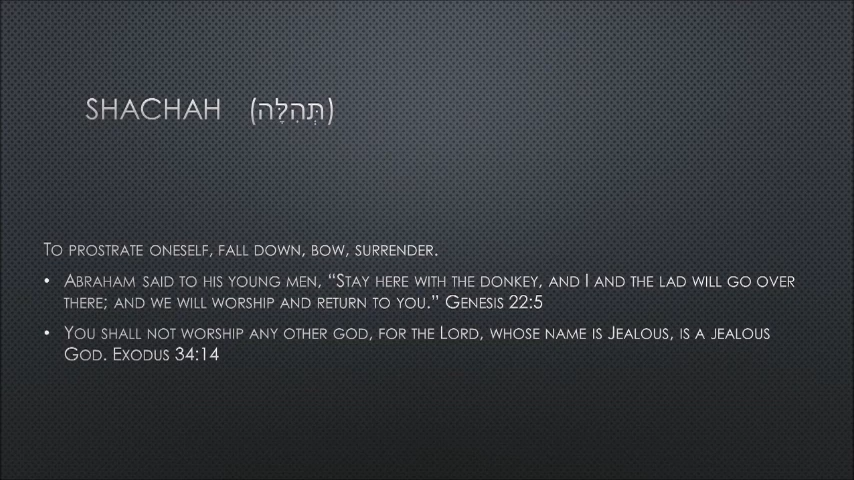 SHACHAH (תְּהִלָּה)
TO PROSTRATE ONESELF, FALL DOWN, BOW, SURRENDER.
• ABRAHAM SAID TO HIS YOUNG MEN, “STAY HERE WITH THE DONKEY, AND I AND THE LAD WILL GO OVER
THERE; AND WE WILL WORSHIP AND RETURN TO YOU.” GENESIS 22:5
• YOU SHALL NOT WORSHIP ANY OTHER GOD, FOR THE LORD, WHOSE NAME IS JEALOUS, IS A JEALOUS
GOD. EXODUS 34:14